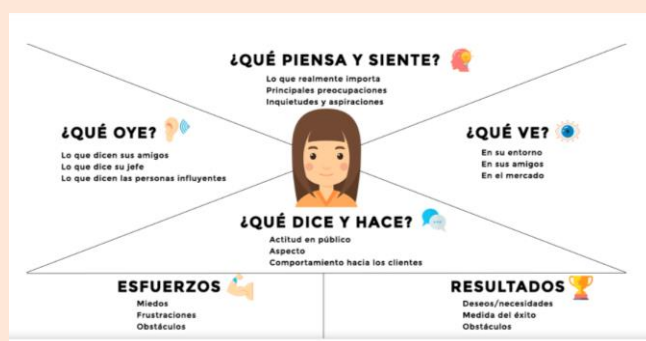 ¿QUÉ PIENSA Y SIENTE?
Lo que realmente importa
Principales preocupaciones
Inquietudes y aspiraciones
¿QUÉ OYE?
Lo que dicen sus amigos
Lo que dice su jefe
Lo que dicen las personas influyentes
¿QUÉ VE?
En su entorno
En sus amigos
En el mercado
¿QUÉ DICE Y HACE?
Actitud en público
Aspecto
Comportamiento hacia los clientes
ESFUERZOS
Miedos
Frustraciones
Obstáculos
RESULTADOS
Deseos/necesidades
Medida del éxito
Obstáculos